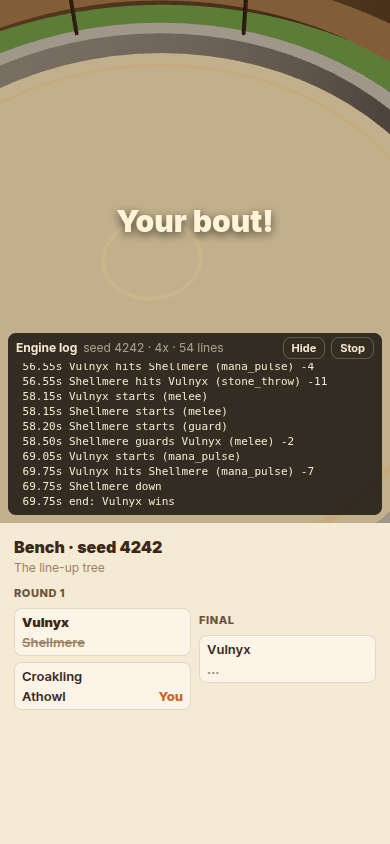 Your bout!
Engine log seed 4242 · 4x · 54 lines Hide Stop
56.55s Vulnyx hits Shellmere (mana_pulse) -4
56.55s Shellmere hits Vulnyx (stone_throw) -11
58.15s Vulnyx starts (melee)
58.15s Shellmere starts (melee)
58.20s Shellmere starts (guard)
58.50s Shellmere guards Vulnyx (melee) -2
69.05s Vulnyx starts (mana_pulse)
69.75s Vulnyx hits Shellmere (mana_pulse) -7
69.75s Shellmere down
69.75s end: Vulnyx wins
Bench · seed 4242
The line-up tree
ROUND 1
Vulnyx
Shellmere
Croakling
Athowl You
FINAL
Vulnyx
...